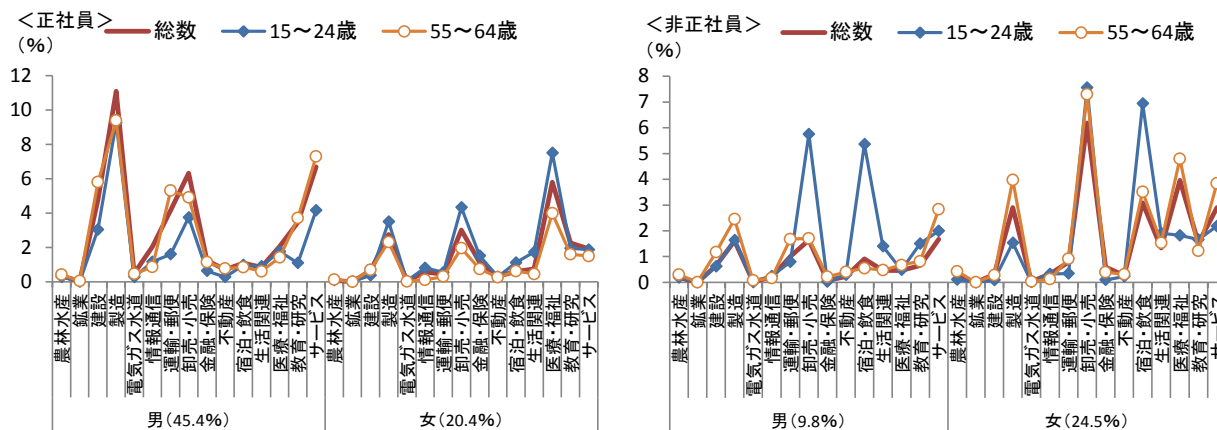 ＜正社員＞
総数
15～24歳
55～64歳
（%）
12
10
8
6
4
2
0
農林水産
鉱業
建設
製造
電気ガス水道
情報通信
運輸・郵便
卸売・小売
金融・保険
不動産
宿泊・飲食
生活関連
医療・福祉
教育・研究
サービス
農林水産
鉱業
建設
製造
電気ガス水道
情報通信
運輸・郵便
卸売・小売
金融・保険
不動産
宿泊・飲食
生活関連
医療・福祉
教育・研究
サービス
男（45.4%）
女（20.4%）
＜非正社員＞
総数
15～24歳
55～64歳
（%）
8
7
6
5
4
3
2
1
0
農林水産
鉱業
建設
製造
電気ガス水道
情報通信
運輸・郵便
卸売・小売
金融・保険
不動産
宿泊・飲食
生活関連
医療・福祉
教育・研究
サービス
農林水産
鉱業
建設
製造
電気ガス水道
情報通信
運輸・郵便
卸売・小売
金融・保険
不動産
宿泊・飲食
生活関連
医療・福祉
教育・研究
サービス
男（9.8%）
女（24.5%）